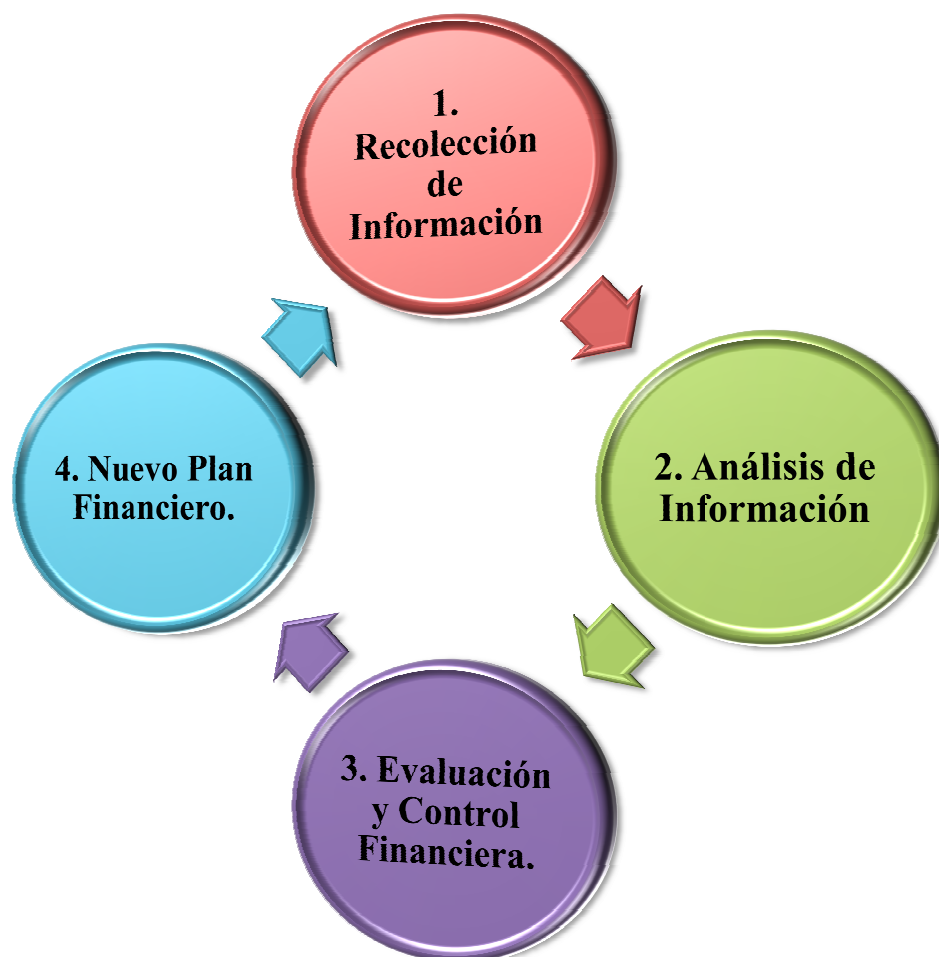 1.
Recolección
de
Información
2. Análisis de
Información
3. Evaluación
y Control
Financiera.
4. Nuevo Plan
Financiero.